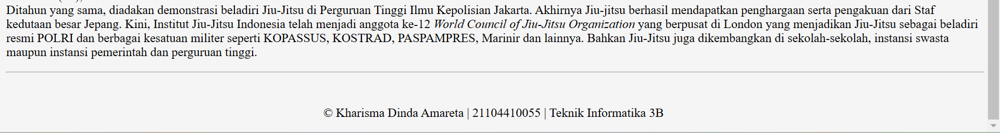 Ditahun yang sama, diadakan demonstrasi beladiri Jiu-Jitsu di Perguruan Tinggi Ilmu Kepolisian Jakarta. Akhirnya Jiu-jitsu berhasil mendapatkan penghargaan serta pengakuan dari Staf
kedutaan besar Jepang. Kini, Institut Jiu-Jitsu Indonesia telah menjadi anggota ke-12 World Council of Jiu-Jitsu Organization yang berpusat di London yang menjadikan Jiu-Jitsu sebagai beladiri
resmi POLRI dan berbagai kesatuan militer seperti KOPASSUS, KOSTRAD, PASPAMPRES, Marinir dan lainnya. Bahkan Jiu-Jitsu juga dikembangkan di sekolah-sekolah, instansi swasta
maupun instansi pemerintah dan perguruan tinggi.
© Kharisma Dinda Amareta | 21104410055 | Teknik Informatika 3B